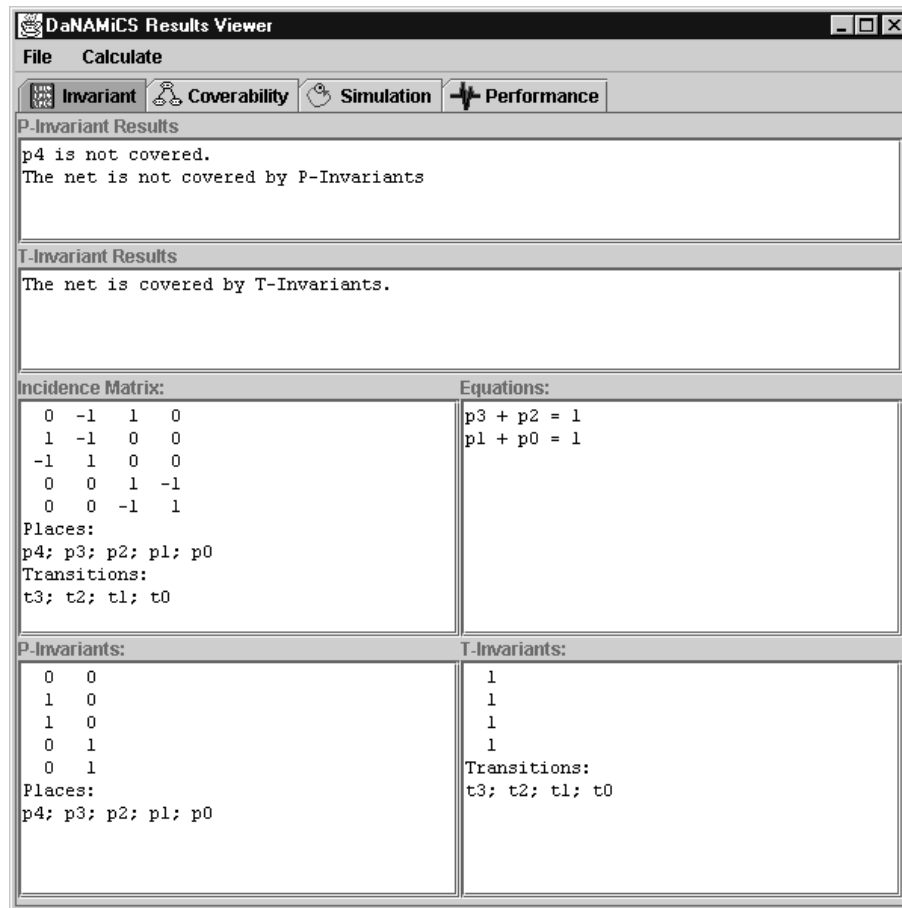 DaNAMiCS Results Viewer
File Calculate
Invariant Coverability Simulation Performance
P-Invariant Results
p4 is not covered.
The net is not covered by P-Invariants
T-Invariant Results
The net is covered by T-Invariants.
Incidence Matrix:
0 -1 1 0
1 -1 0 0
-1 1 0 0
0 0 1 -1
0 0 -1 1
Places:
p4; p3; p2; p1; p0
Transitions:
t3; t2; t1; t0
Equations:
p3 + p2 = 1
p1 + p0 = 1
P-Invariants:
0 0
1 0
1 0
0 1
0 1
Places:
p4; p3; p2; p1; p0
T-Invariants:
1
1
1
1
Transitions:
t3; t2; t1; t0